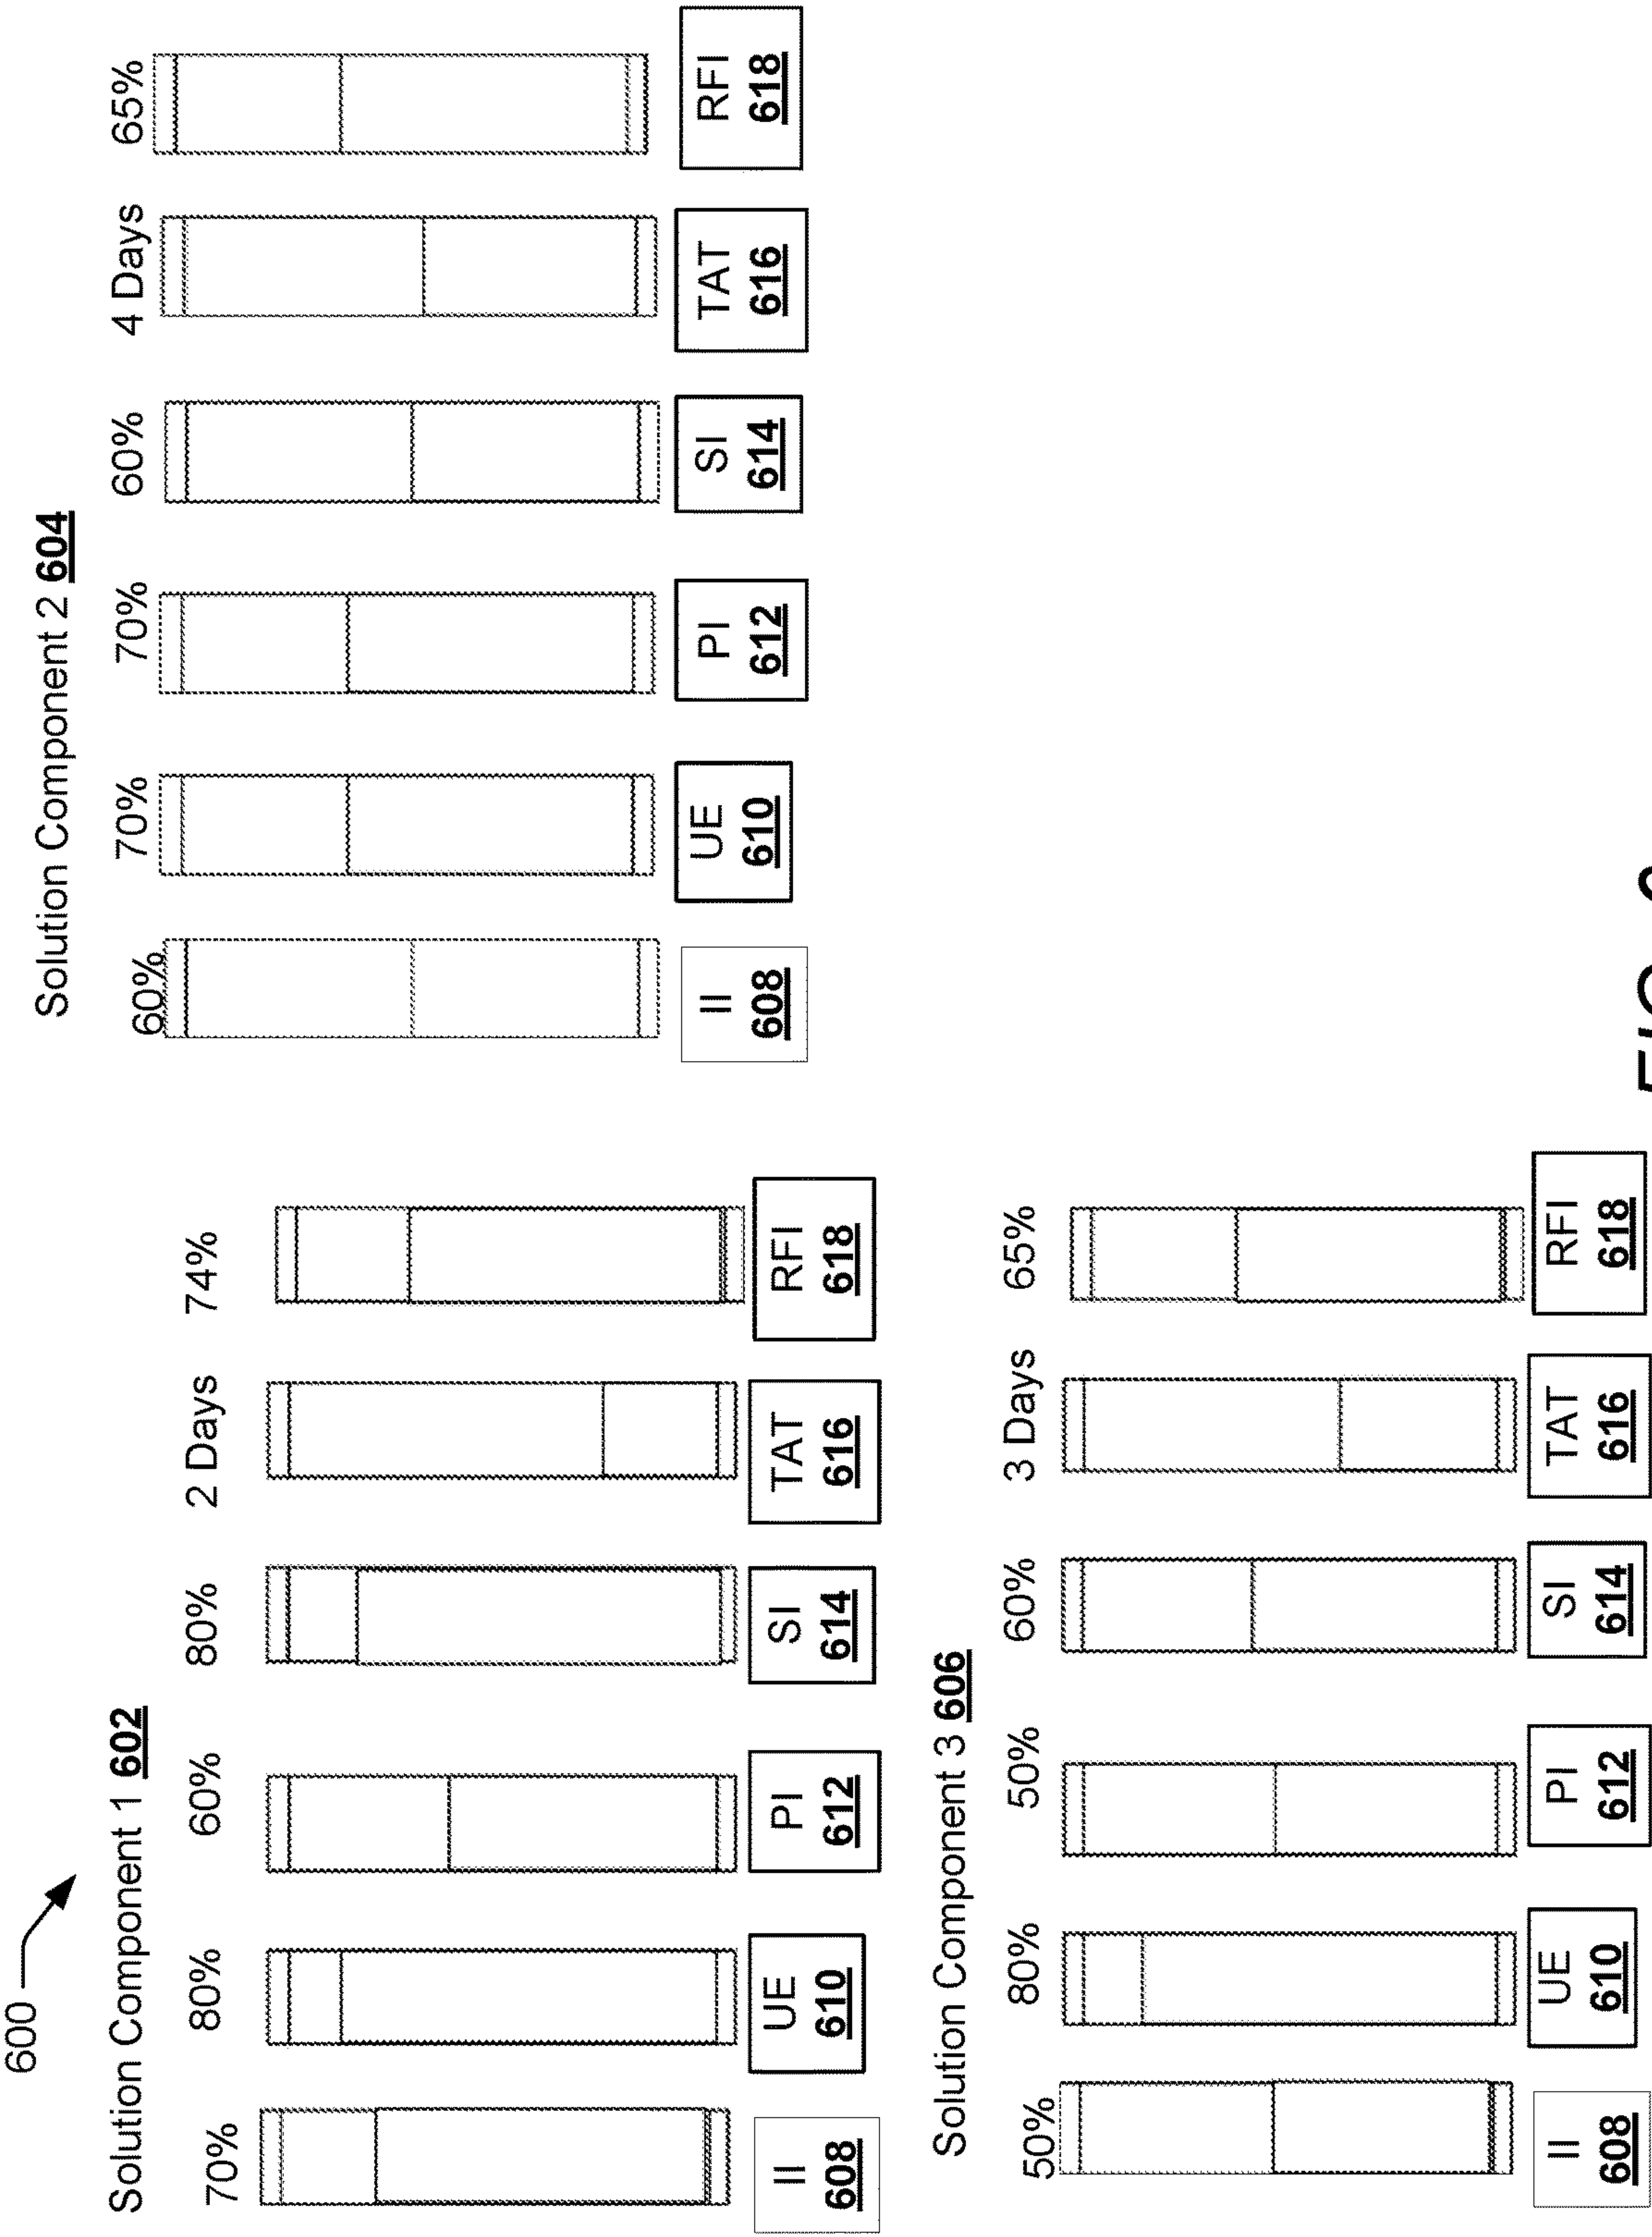 600
Solution Component 1 602
70%
80%
60%
80%
2 Days
74%
II
608
UE
610
PI
612
SI
614
TAT
616
RFI
618
Solution Component 2 604
60%
70%
70%
60%
4 Days
65%
II
608
UE
610
PI
612
SI
614
TAT
616
RFI
618
Solution Component 3 606
50%
80%
50%
60%
3 Days
65%
II
608
UE
610
PI
612
SI
614
TAT
616
RFI
618